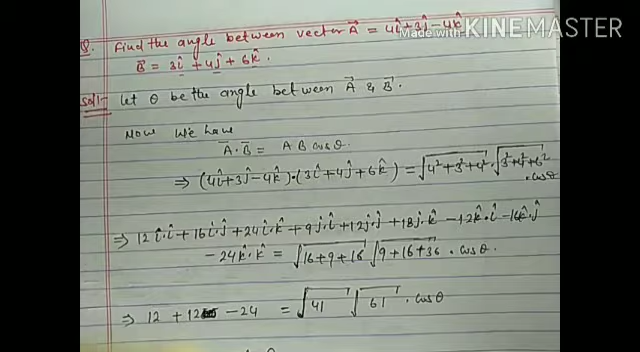 Made with KINEMASTER
Q. Find the angle between vector A⃗ = 4î+3ĵ-4k̂
B⃗ = 3î +4ĵ +6k̂.
Soln- Let θ be the angle between A⃗ & B⃗.
Now We have
A⃗·B⃗ = A B cosθ.
⇒ (4î+3ĵ-4k̂)·(3î+4ĵ+6k̂) = √4²+3²+4² . √3²+4²+6²
. cosθ
⇒ 12 î.î + 16î.ĵ +24î.k̂ +9ĵ.î+12ĵ.ĵ+18ĵ.k̂ -12k̂.î -16k̂.ĵ
-24k̂.k̂ = √16+9+16 √9+16+36 . cosθ.
⇒ 12 +12 -24 = √41 √61 . cosθ